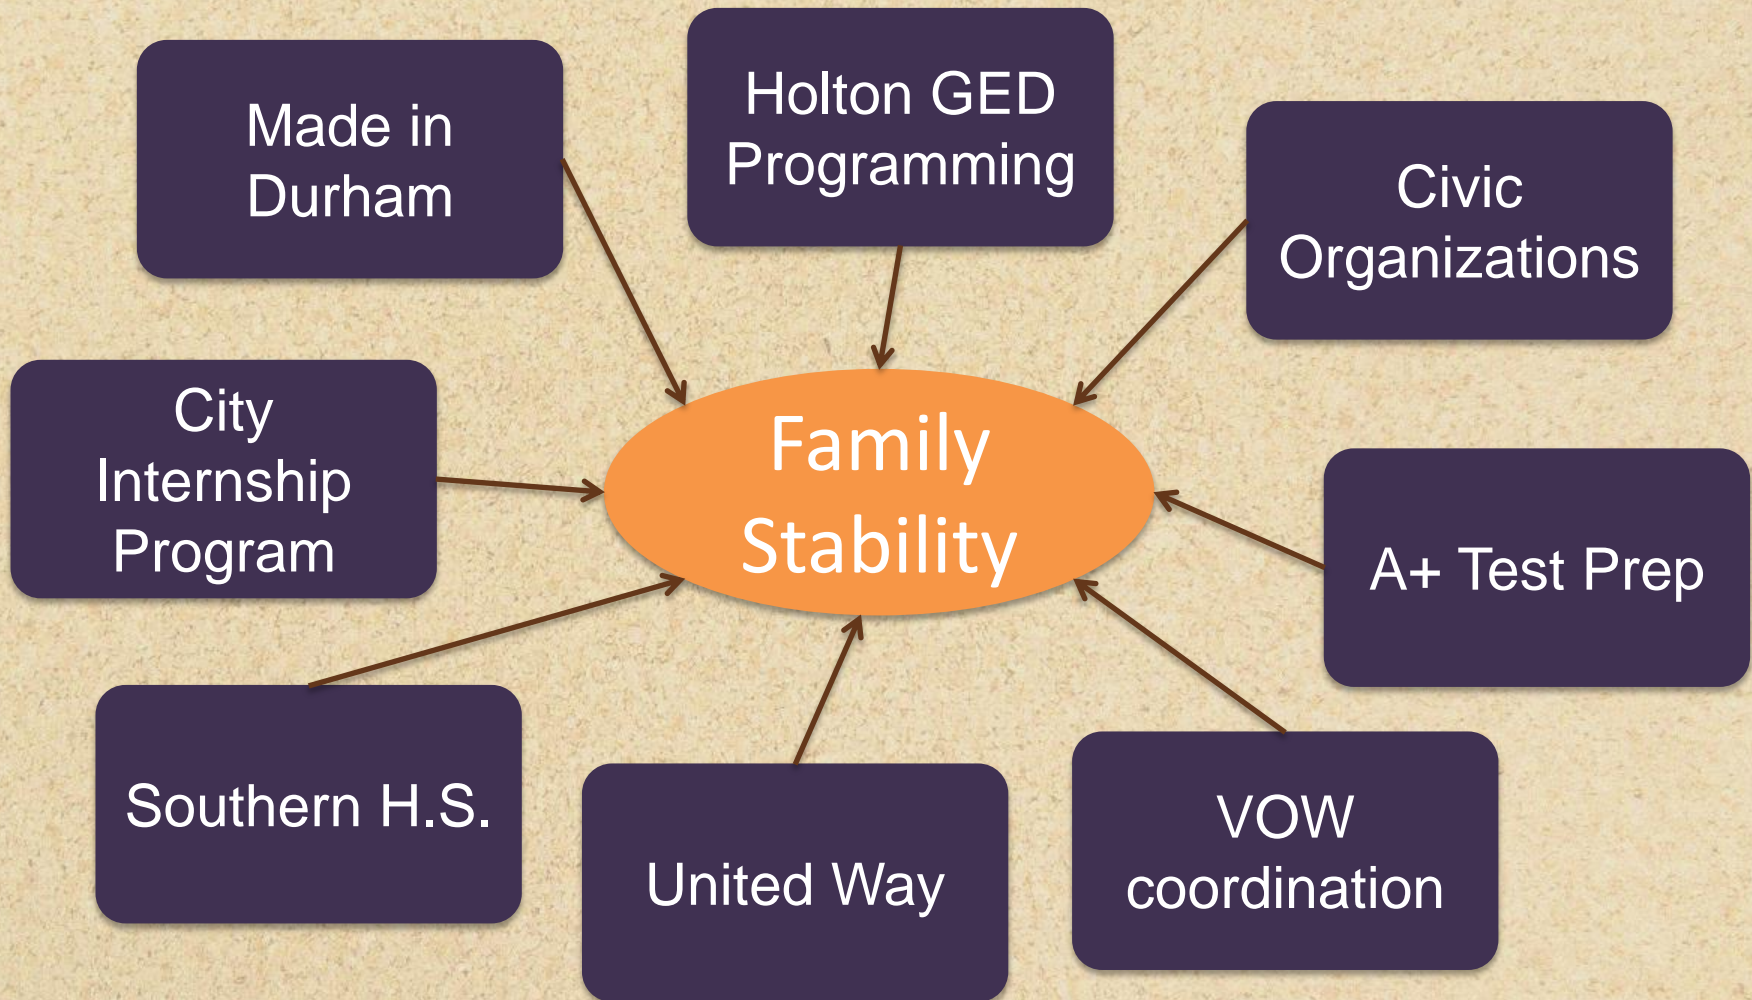 Made in
Durham
Holton GED
Programming
Civic
Organizations
City
Internship
Program
Family
Stability
A+ Test Prep
Southern H.S.
United Way
VOW
coordination